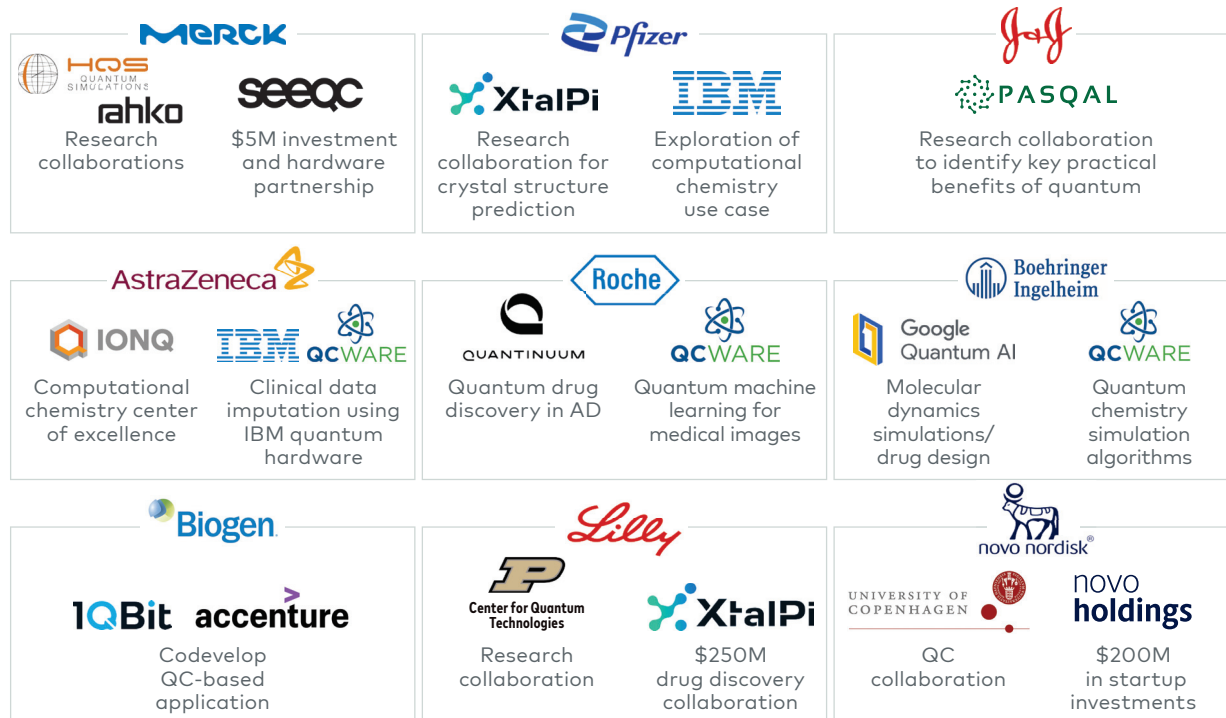 MERCK
HQS
QUANTUM
SIMULATIONS
rahko
Research
collaborations
seeqc
$5M investment
and hardware
partnership
Pfizer
XtalPi
Research
collaboration for
crystal structure
prediction
IBM
Exploration of
computational
chemistry
use case
J&J
PASQAL
Research collaboration
to identify key practical
benefits of quantum
AstraZeneca
IONQ
Computational
chemistry center
of excellence
IBM QCWARE
Clinical data
imputation using
IBM quantum
hardware
Roche
QUANTINUUM
Quantum drug
discovery in AD
QCWARE
Quantum machine
learning for
medical images
Boehringer
Ingelheim
Google
Quantum AI
Molecular
dynamics
simulations/
drug design
QCWARE
Quantum
chemistry
simulation
algorithms
Biogen
1QBit accenture
Codevelop
QC-based
application
Lilly
P
Center for Quantum
Technologies
Research
collaboration
XtalPi
$250M
drug discovery
collaboration
novo nordisk®
UNIVERSITY OF
COPENHAGEN
QC
collaboration
novo
holdings
$200M
in startup
investments